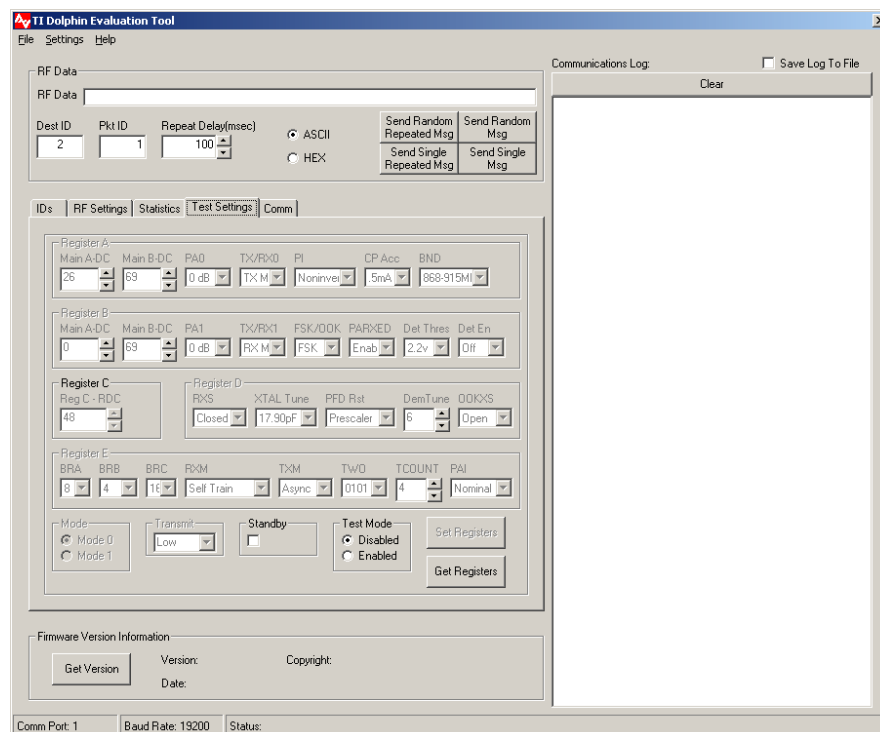 TI Dolphin Evaluation Tool
File Settings Help
RF Data
RF Data
Dest ID Pkt ID Repeat Delay(msec)
2 1 100
ASCII
HEX
Send Random Repeated Msg
Send Random Msg
Send Single Repeated Msg
Send Single Msg
Communications Log: Save Log To File
Clear
IDs RF Settings Statistics Test Settings Comm
Register A
Main A-DC Main B-DC PA0 TX/RX0 PI CP Acc BND
26 69 0 dB TX M Noninver .5mA 868-915MI
Register B
Main A-DC Main B-DC PA1 TX/RX1 FSK/OOK PARXED Det Thres Det En
0 69 0 dB RX M FSK Enab 2.2v Off
Register C
Reg C - RDC
48
Register D
RXS XTAL Tune PFD Rst DemTune OOKXS
Closed 17.90pF Prescaler 6 Open
Register E
BRA BRB BRC RXM TXM TWO TCOUNT PAI
8 4 16 Self Train Async 0101 4 Nominal
Mode
Mode 0
Mode 1
Transmit
Low
Standby
Test Mode
Disabled
Enabled
Set Registers
Get Registers
Firmware Version Information
Get Version
Version: Copyright:
Date:
Comm Port: 1 Baud Rate: 19200 Status: